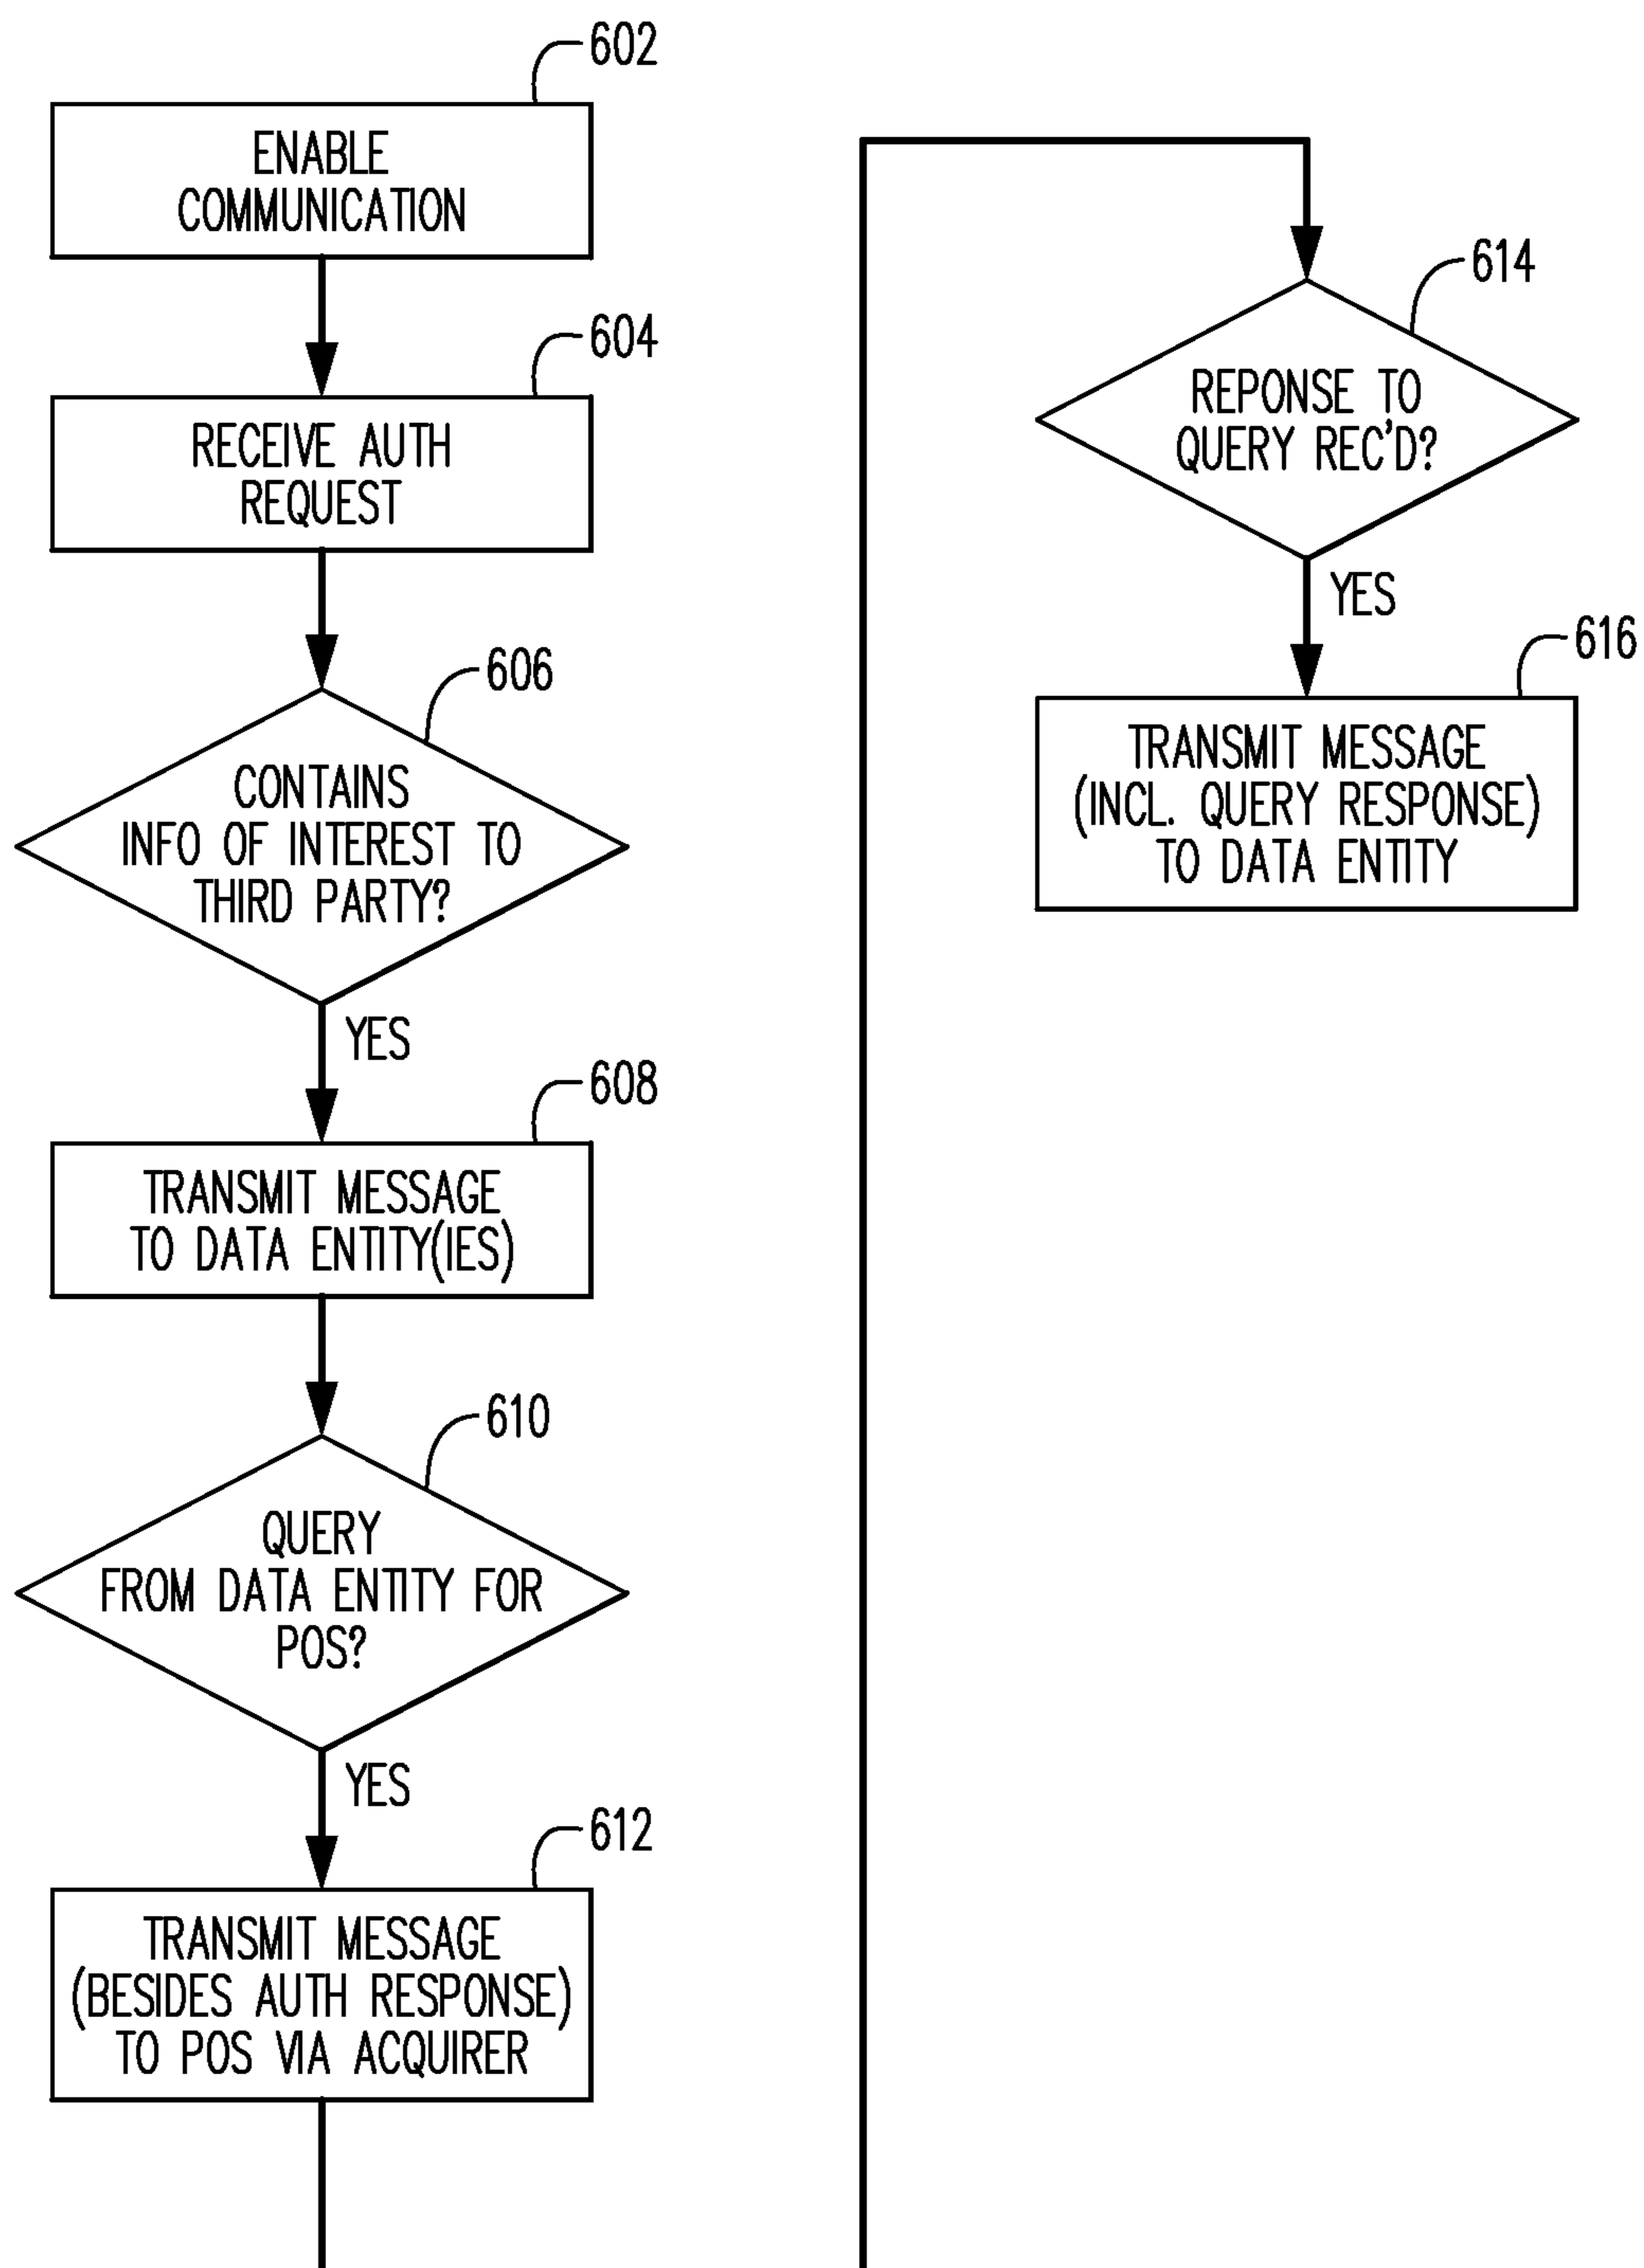 602
ENABLE
COMMUNICATION
604
RECEIVE AUTH
REQUEST
606
CONTAINS
INFO OF INTEREST TO
THIRD PARTY?
YES
608
TRANSMIT MESSAGE
TO DATA ENTITY(IES)
610
QUERY
FROM DATA ENTITY FOR
POS?
YES
612
TRANSMIT MESSAGE
(BESIDES AUTH RESPONSE)
TO POS VIA ACQUIRER
614
REPONSE TO
QUERY REC'D?
YES
616
TRANSMIT MESSAGE
(INCL. QUERY RESPONSE)
TO DATA ENTITY